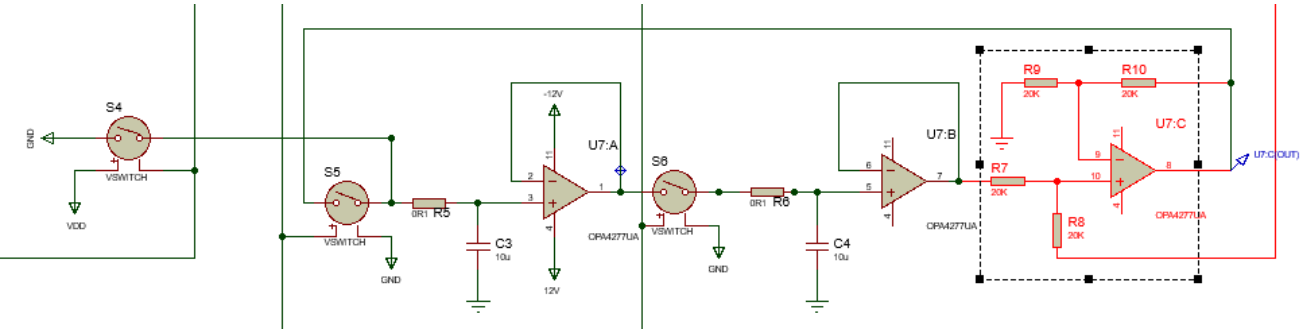 S4
GND
VSWITCH
VDD
S5
VSWITCH
GND
0R1
R5
C3
10u
-12V
11
U7:A
2
3
1
4
OPA4277UA
12V
S6
VSWITCH
GND
0R1
R6
C4
10u
U7:B
11
6
5
7
4
OPA4277UA
R9
20K
R10
20K
U7:C
11
9
10
8
4
OPA4277UA
R7
20K
R8
20K
U7:C(OUT)